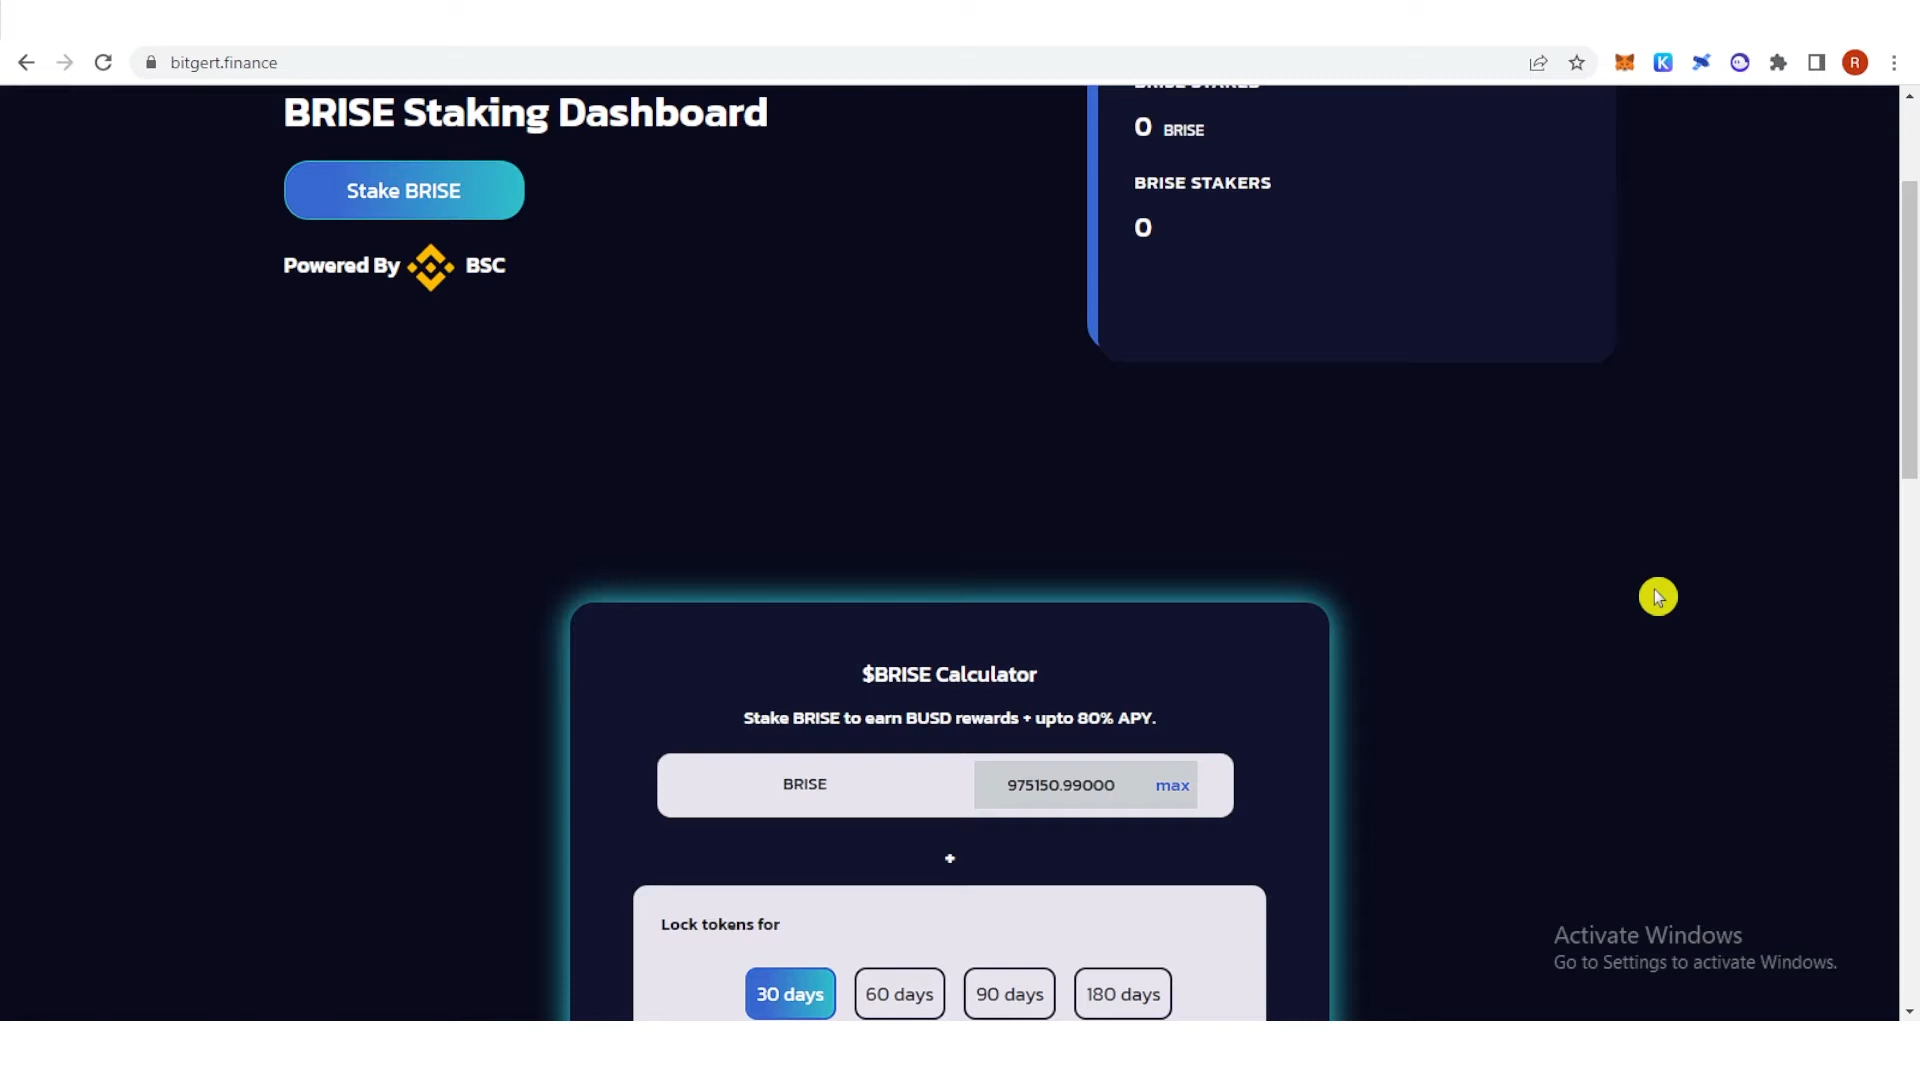 bitgert.finance
R
BRISE Staking Dashboard
BRISE STAKES
0 BRISE
Stake BRISE
BRISE STAKERS
0
Powered By BSC
$BRISE Calculator
Stake BRISE to earn BUSD rewards + upto 80% APY.
BRISE 975150.99000 max
+
Lock tokens for
30 days 60 days 90 days 180 days
Activate Windows
Go to Settings to activate Windows.